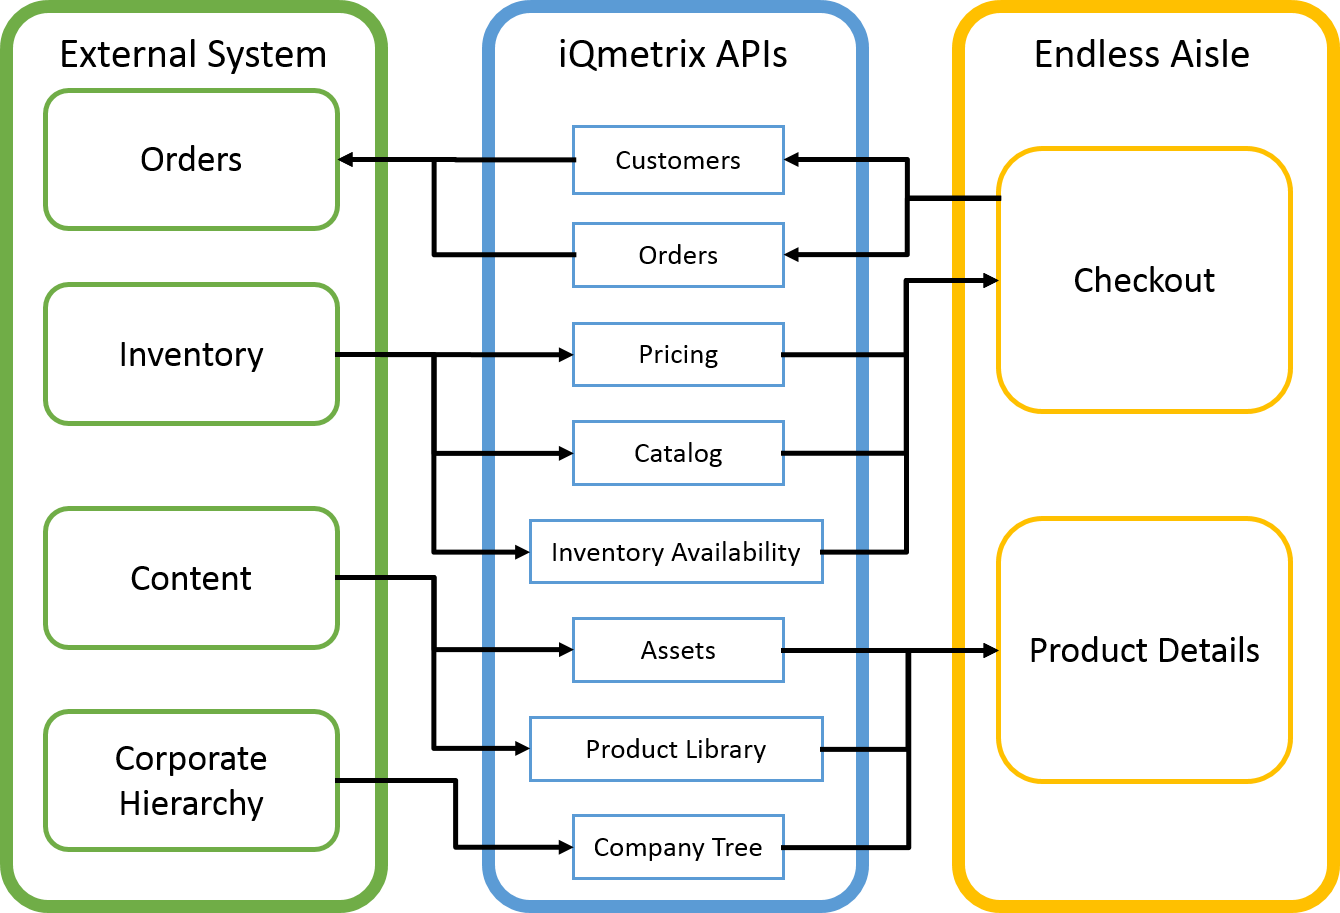 External System
Orders
Inventory
Content
Corporate
Hierarchy
iQmetrix APIs
Customers
Orders
Pricing
Catalog
Inventory Availability
Assets
Product Library
Company Tree
Endless Aisle
Checkout
Product Details